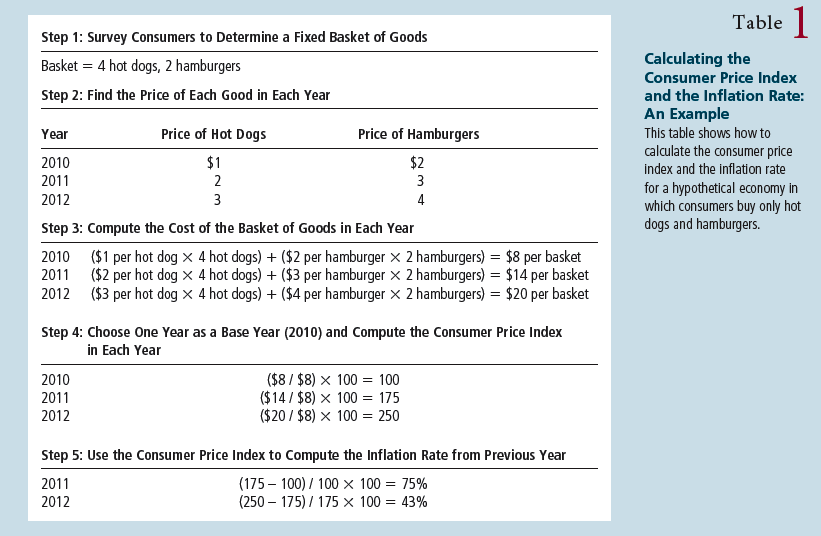 Step 1: Survey Consumers to Determine a Fixed Basket of Goods
Basket = 4 hot dogs, 2 hamburgers
Step 2: Find the Price of Each Good in Each Year
Year Price of Hot Dogs Price of Hamburgers
2010 $1 $2
2011 2 3
2012 3 4
Step 3: Compute the Cost of the Basket of Goods in Each Year
2010 ($1 per hot dog × 4 hot dogs) + ($2 per hamburger × 2 hamburgers) = $8 per basket
2011 ($2 per hot dog × 4 hot dogs) + ($3 per hamburger × 2 hamburgers) = $14 per basket
2012 ($3 per hot dog × 4 hot dogs) + ($4 per hamburger × 2 hamburgers) = $20 per basket
Step 4: Choose One Year as a Base Year (2010) and Compute the Consumer Price Index
in Each Year
2010 ($8 / $8) × 100 = 100
2011 ($14 / $8) × 100 = 175
2012 ($20 / $8) × 100 = 250
Step 5: Use the Consumer Price Index to Compute the Inflation Rate from Previous Year
2011 (175 – 100) / 100 × 100 = 75%
2012 (250 – 175) / 175 × 100 = 43%
Table 1
Calculating the
Consumer Price Index
and the Inflation Rate:
An Example
This table shows how to
calculate the consumer price
index and the inflation rate
for a hypothetical economy in
which consumers buy only hot
dogs and hamburgers.